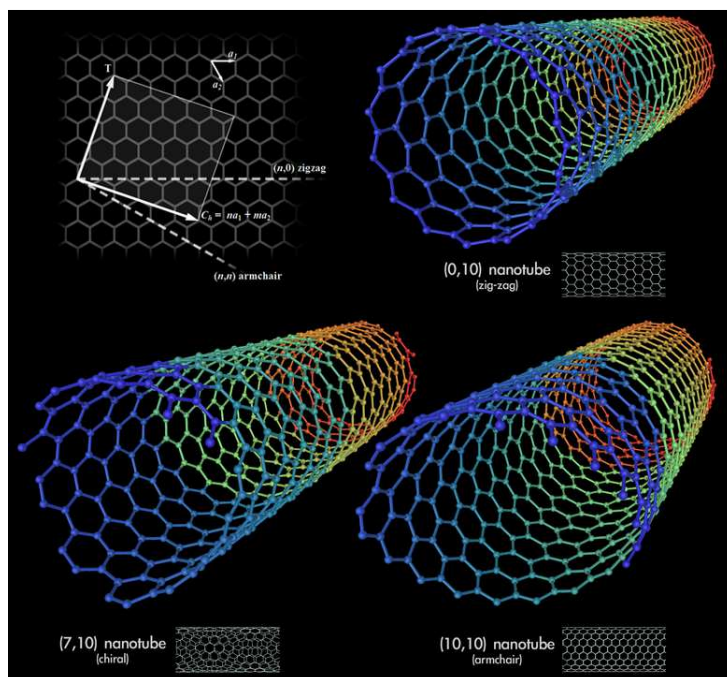 a₁
T
a₂
(n,0) zigzag
Cₕ = na₁ + ma₂
(n,n) armchair
(0,10) nanotube
(zig-zag)
(7,10) nanotube
(chiral)
(10,10) nanotube
(armchair)